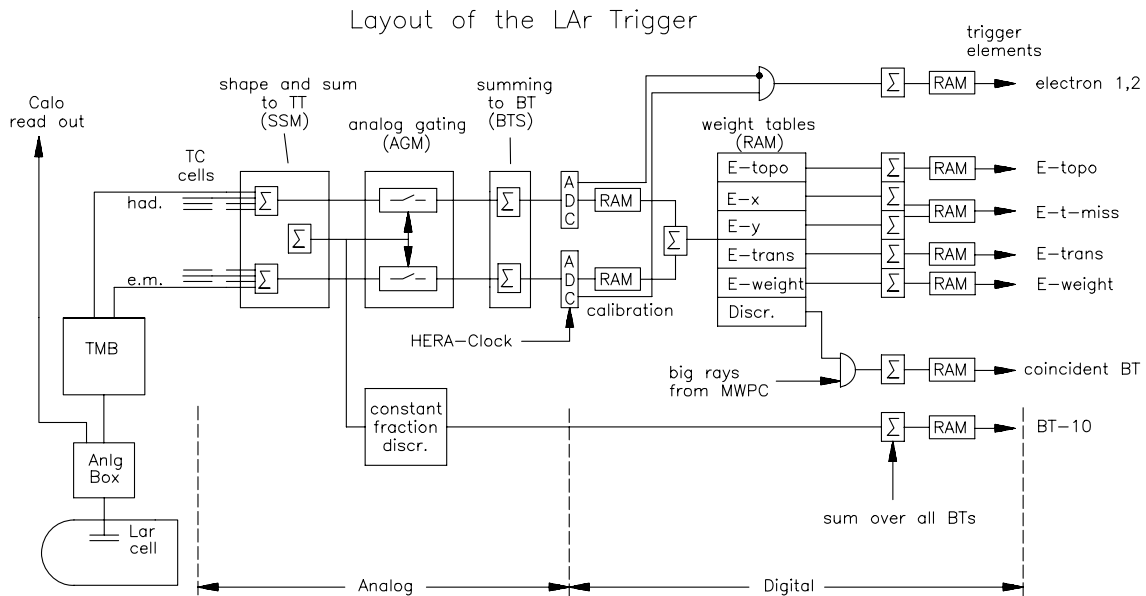 Layout of the LAr Trigger
trigger
elements
shape and sum
to TT
(SSM)
summing
to BT
(BTS)
electron 1,2
Σ
RAM
Calo
read out
analog gating
(AGM)
weight tables
(RAM)
TC
cells
had.
Σ
Σ
A
D
C
RAM
E-topo
Σ
RAM
E-topo
E-x
Σ
RAM
E-t-miss
E-y
Σ
Σ
Σ
E-trans
Σ
RAM
E-trans
e.m.
Σ
Σ
A
D
C
RAM
E-weight
Σ
RAM
E-weight
calibration
Discr.
HERA-Clock
TMB
big rays
from MWPC
Σ
RAM
coincident BT
constant
fraction
discr.
Σ
RAM
BT-10
Anlg
Box
sum over all BTs
Lar
cell
Analog
Digital